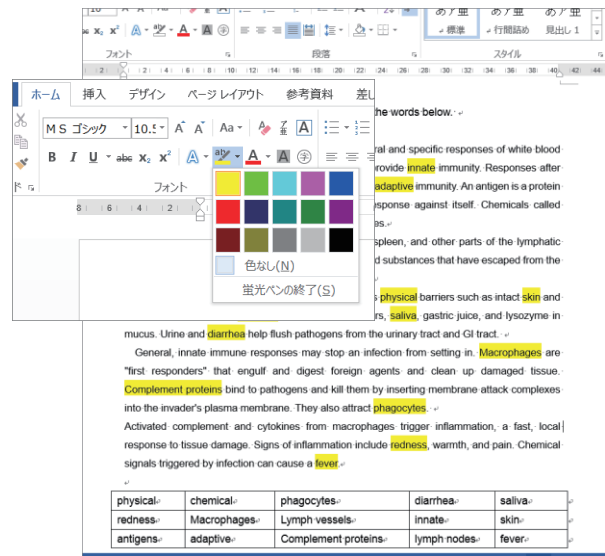 あア亜 あア亜 あア亜
標準 行間詰め 見出し 1
フォント 段落 スタイル
ホーム 挿入 デザイン ページ レイアウト 参考資料 差し
ＭＳ ゴシック 10.5 A A Aa
B I U abc x₂ x² A aby A A 字
フォント
色なし(N)
蛍光ペンの終了(S)
the words below.
ral and specific responses of white blood
rovide innate immunity. Responses after
adaptive immunity. An antigen is a protein
esponse against itself. Chemicals called
es.
spleen, and other parts of the lymphatic
d substances that have escaped from the
s physical barriers such as intact skin and
rs, saliva, gastric juice, and lysozyme in
mucus. Urine and diarrhea help flush pathogens from the urinary tract and GI tract.
General, innate immune responses may stop an infection from setting in. Macrophages are
"first responders" that engulf and digest foreign agents and clean up damaged tissue.
Complement proteins bind to pathogens and kill them by inserting membrane attack complexes
into the invader's plasma membrane. They also attract phagocytes.
Activated complement and cytokines from macrophages trigger inflammation, a fast, local
response to tissue damage. Signs of inflammation include redness, warmth, and pain. Chemical
signals triggered by infection can cause a fever.
physical chemical phagocytes diarrhea saliva
redness Macrophages Lymph vessels innate skin
antigens adaptive Complement proteins lymph nodes fever